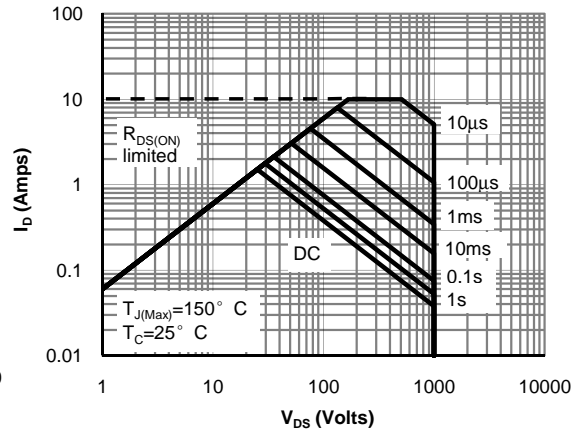 100
10
1
0.1
0.01
I_D (Amps)
R_DS(ON)
limited
10μs
100μs
1ms
10ms
0.1s
1s
DC
T_J(Max)=150° C
T_C=25° C
1
10
100
1000
10000
V_DS (Volts)